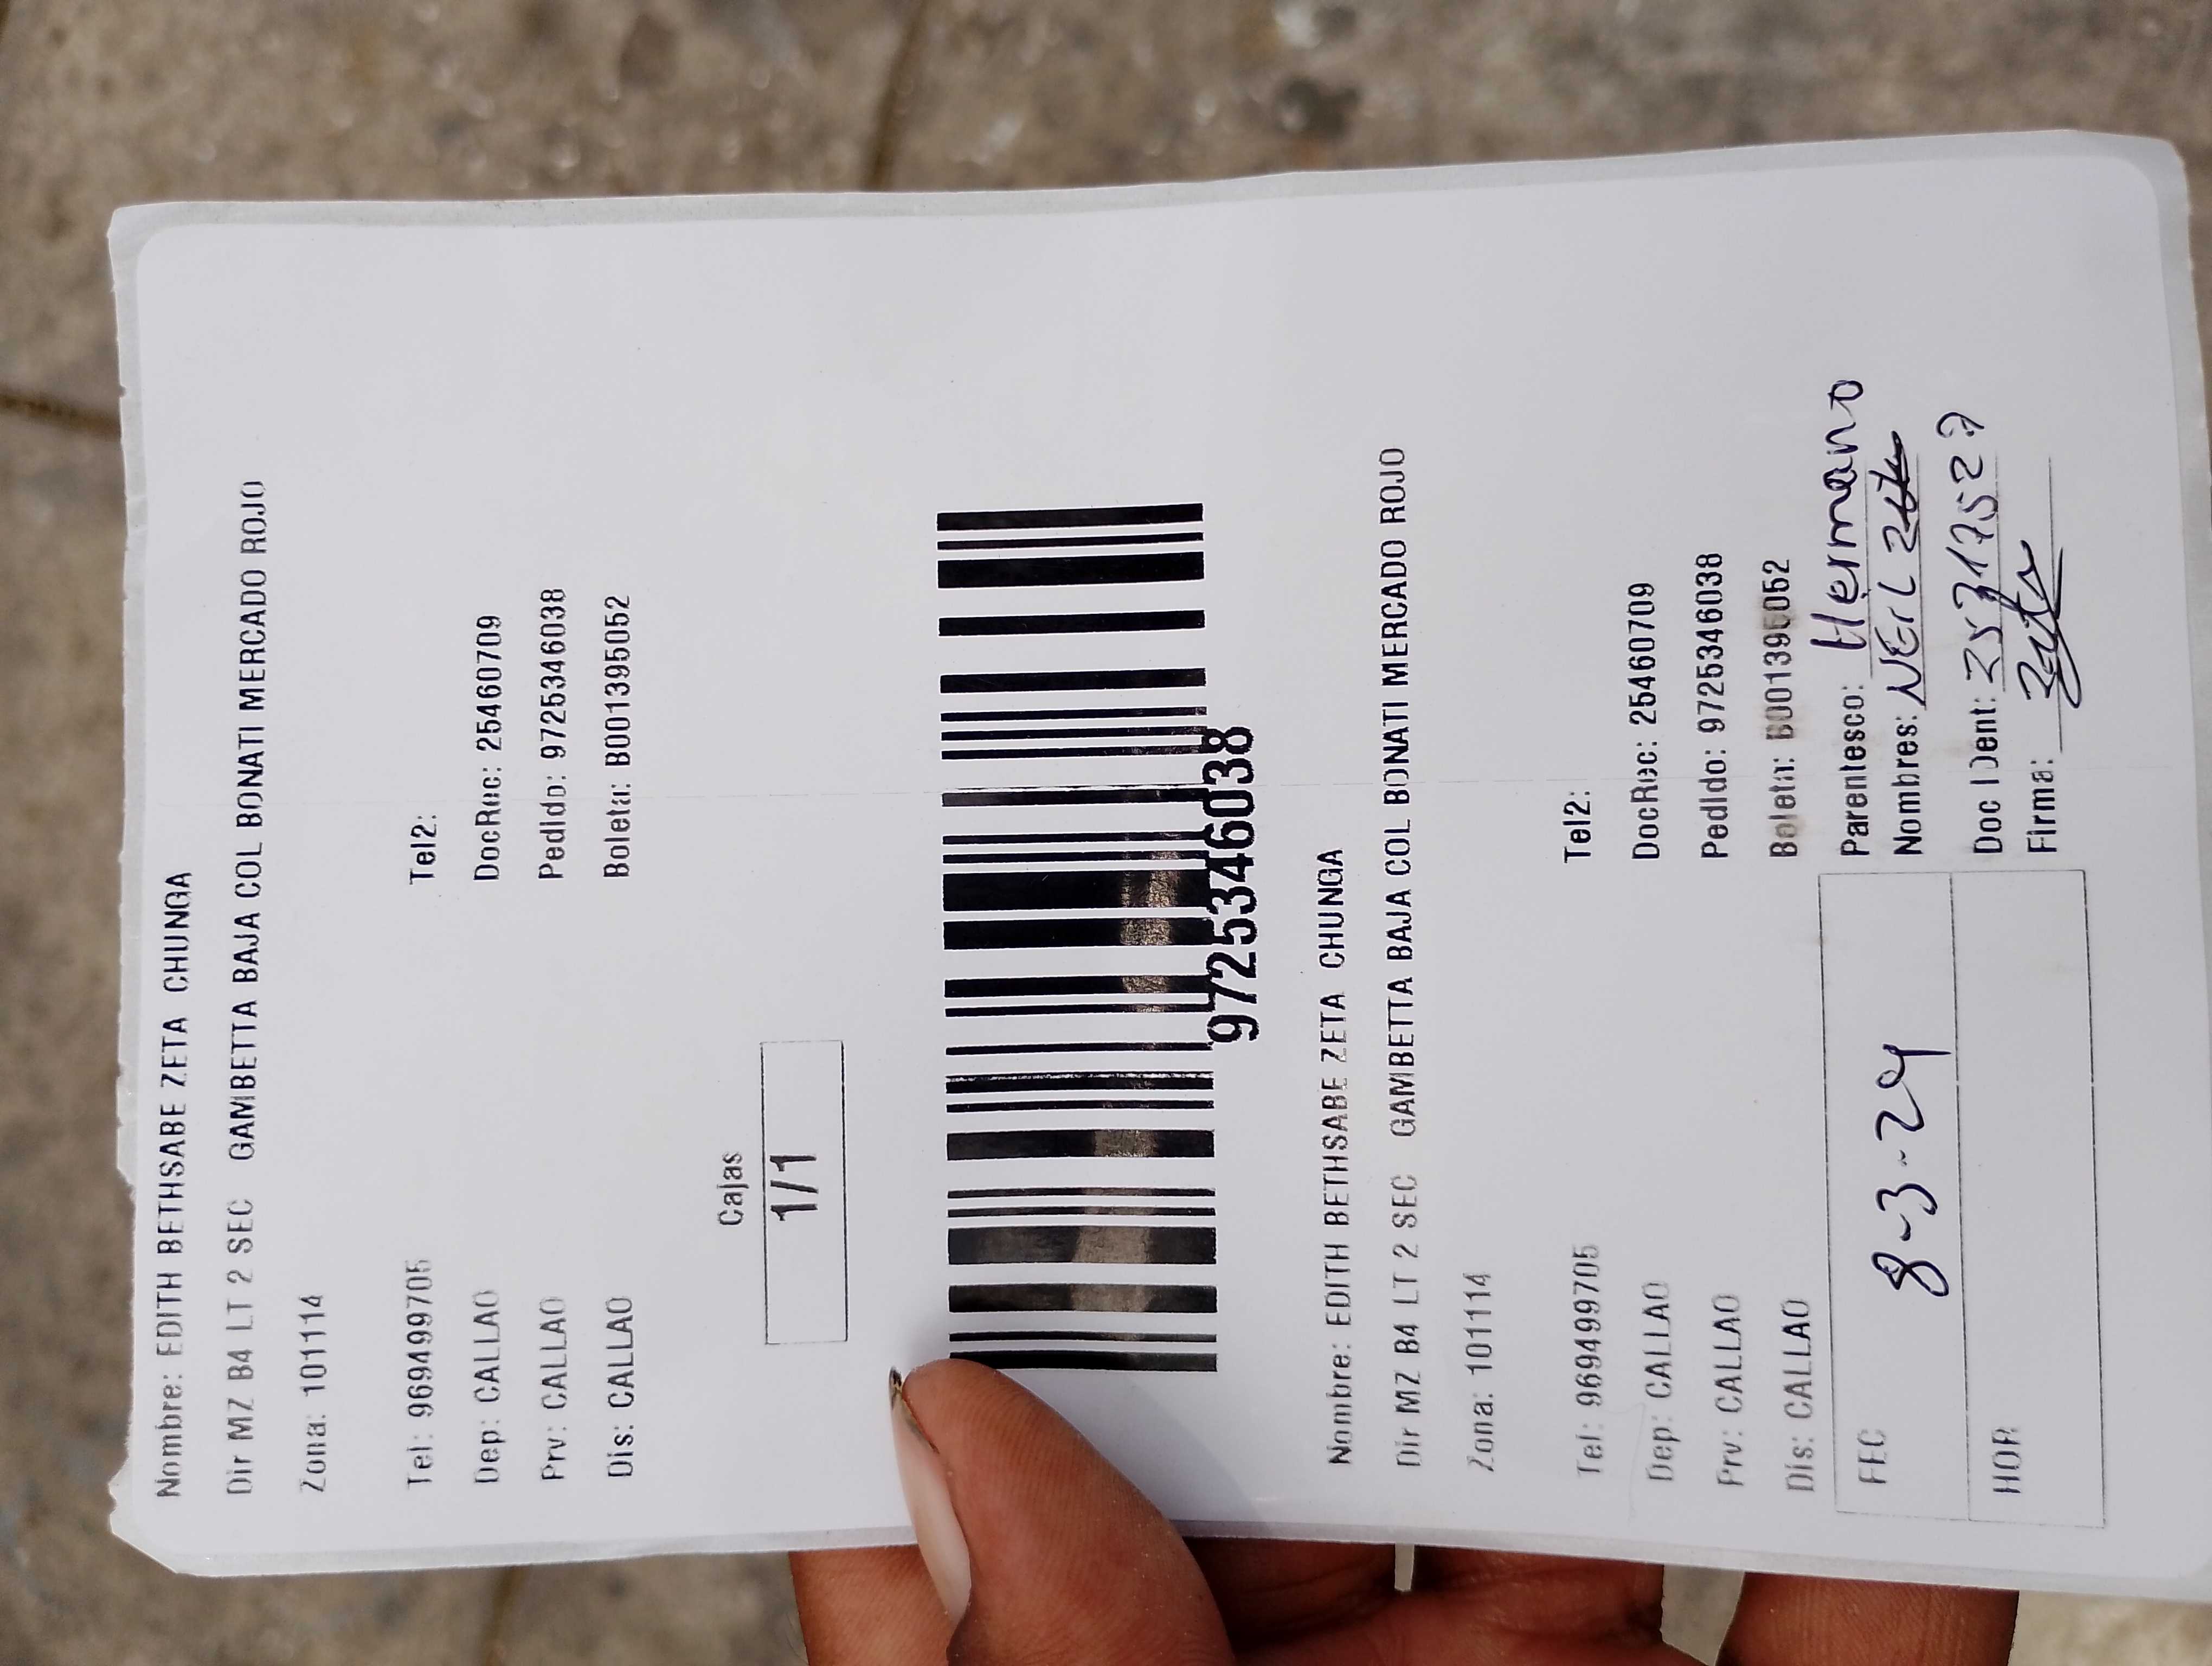 Nombre: EDITH BETHSABE ZETA CHUNGA
Dir MZ B4 LT 2 SEC GAMBETTA BAJA COL BONATI MERCADO ROJO
Zona: 101114
Tel: 969499705 Tel2:
Dep: CALLAO DocRec: 25460709
Prv: CALLAO Pedido: 9725346038
Dis: CALLAO Boleta: B001395052
Cajas
1/1
9725346038
Nombre: EDITH BETHSABE ZETA CHUNGA
Dir MZ B4 LT 2 SEC GAMBETTA BAJA COL BONATI MERCADO ROJO
Zona: 101114
Tel: 969499705 Tel2:
Dep: CALLAO DocRec: 25460709
Prv: CALLAO Pedido: 9725346038
Dis: CALLAO Boleta: B001395052
FEC 8-3-24
HOR
Parentesco: Hermano
Nombres: NEIL
Doc IDent:
Firma: